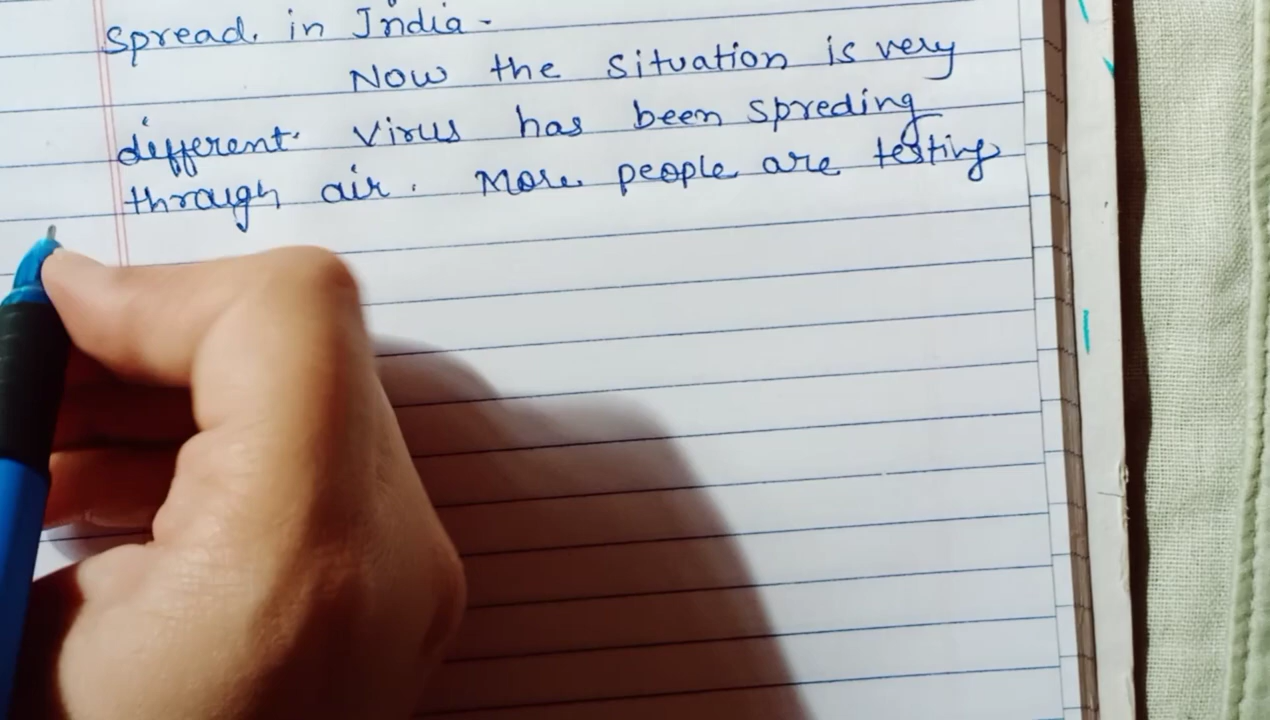 Spread. in India-
Now the situation is very
different. Virus has been spreding
through air. More people are testing